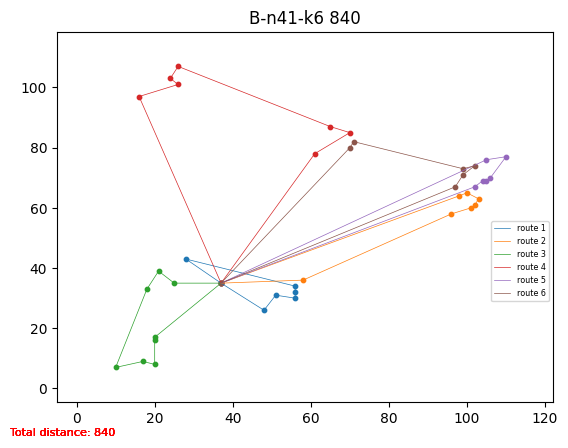 B-n41-k6 840
100
80
60
40
20
0
0 20 40 60 80 100 120
route 1
route 2
route 3
route 4
route 5
route 6
Total distance: 840